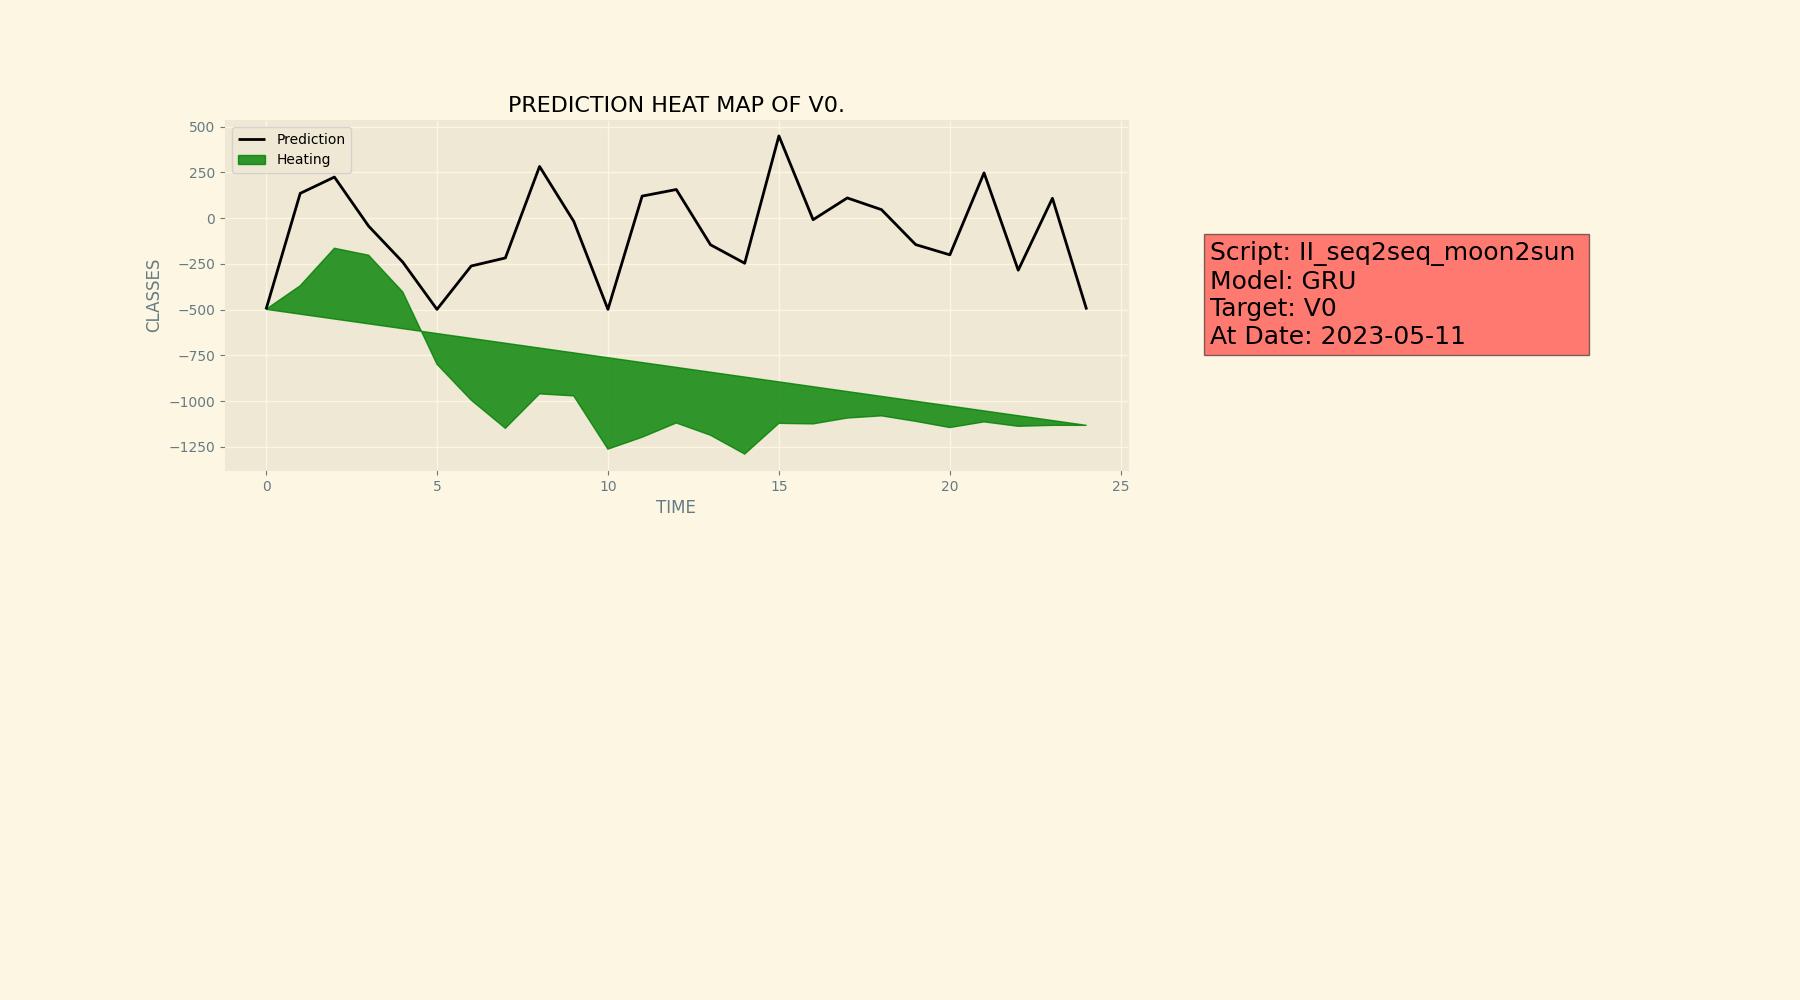 PREDICTION HEAT MAP OF V0.
Prediction
Heating
500
250
0
−250
−500
−750
−1000
−1250
CLASSES
0 5 10 15 20 25
TIME
Script: II_seq2seq_moon2sun
Model: GRU
Target: V0
At Date: 2023-05-11